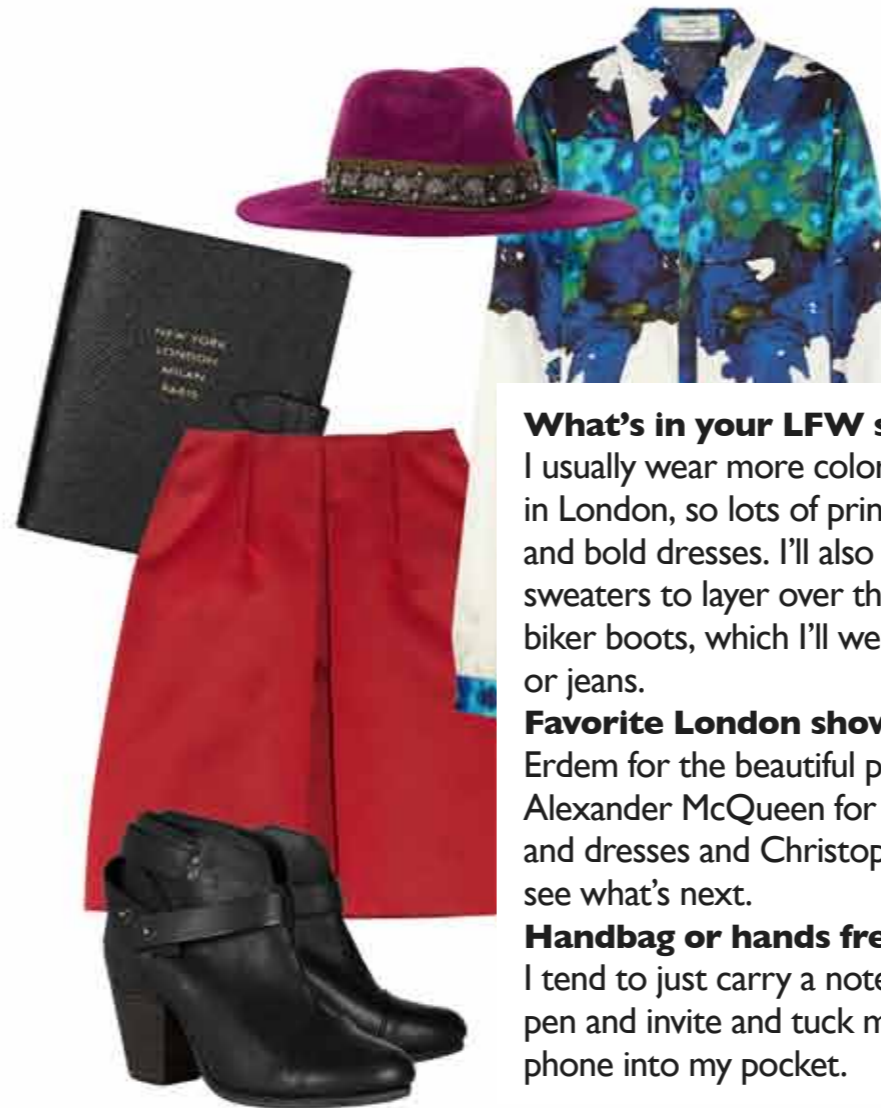 NEW YORK
LONDON
MILAN
PARIS
What’s in your LFW
I usually wear more color
in London, so lots of prin
and bold dresses. I’ll also
sweaters to layer over th
biker boots, which I’ll we
or jeans.
Favorite London show
Erdem for the beautiful p
Alexander McQueen for
and dresses and Christop
see what’s next.
Handbag or hands fre
I tend to just carry a note
pen and invite and tuck m
phone into my pocket.